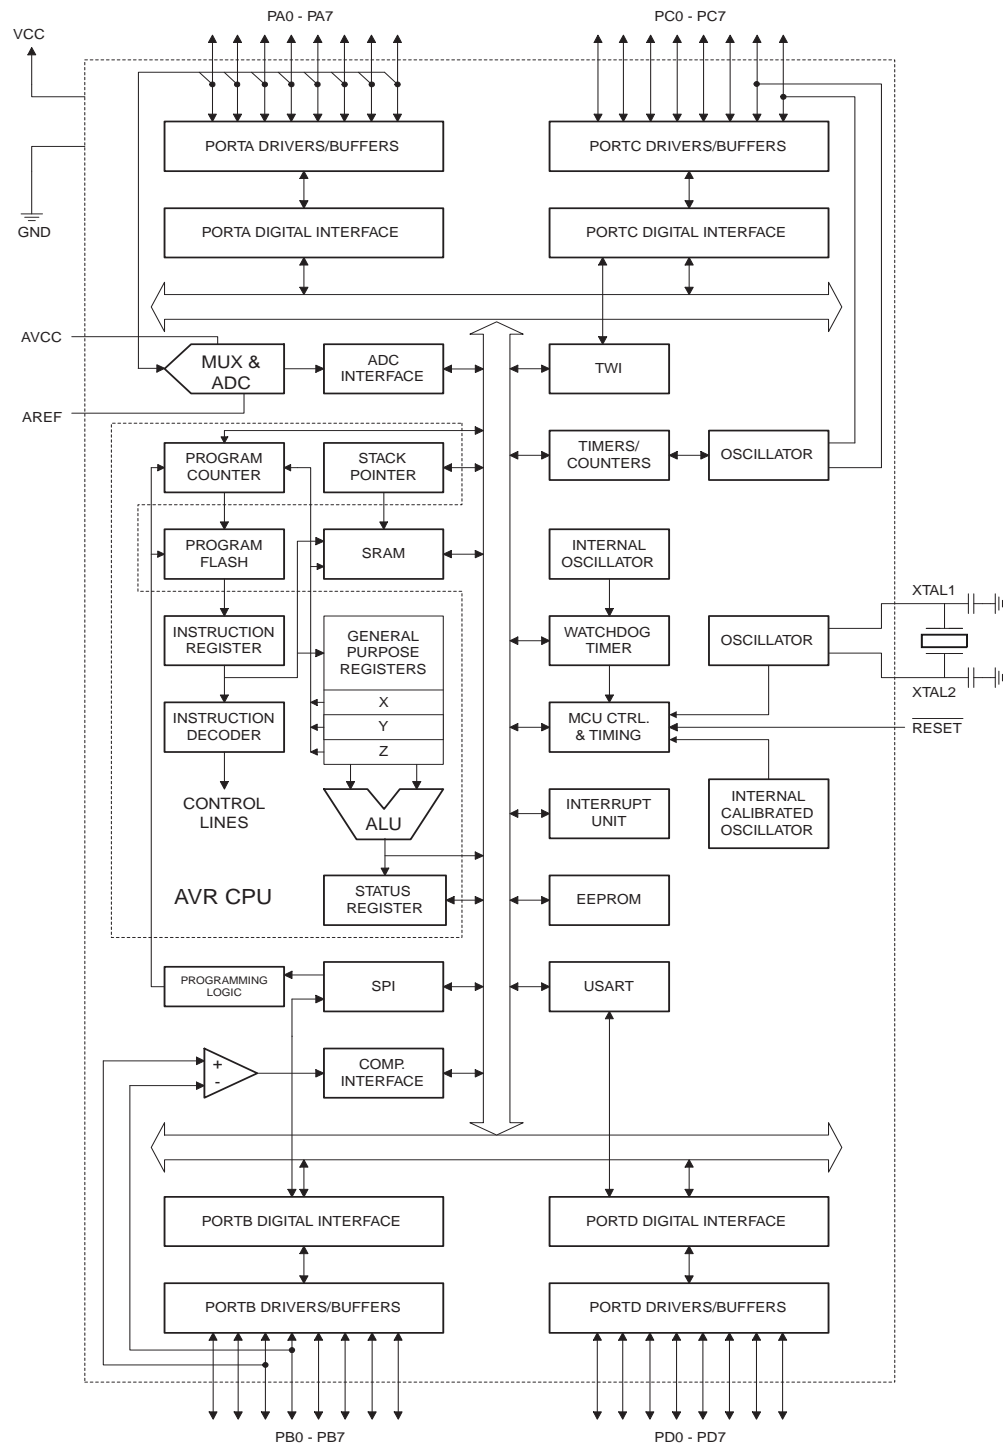 PA0 - PA7
PC0 - PC7
VCC
PORTA DRIVERS/BUFFERS
PORTC DRIVERS/BUFFERS
GND
PORTA DIGITAL INTERFACE
PORTC DIGITAL INTERFACE
AVCC
MUX &
ADC
ADC
INTERFACE
TWI
AREF
PROGRAM
COUNTER
STACK
POINTER
TIMERS/
COUNTERS
OSCILLATOR
PROGRAM
FLASH
SRAM
INTERNAL
OSCILLATOR
XTAL1
INSTRUCTION
REGISTER
GENERAL
PURPOSE
REGISTERS
WATCHDOG
TIMER
OSCILLATOR
XTAL2
X
Y
Z
INSTRUCTION
DECODER
MCU CTRL.
& TIMING
RESET
CONTROL
LINES
ALU
INTERRUPT
UNIT
INTERNAL
CALIBRATED
OSCILLATOR
AVR CPU
STATUS
REGISTER
EEPROM
PROGRAMMING
LOGIC
SPI
USART
+
-
COMP.
INTERFACE
PORTB DIGITAL INTERFACE
PORTD DIGITAL INTERFACE
PORTB DRIVERS/BUFFERS
PORTD DRIVERS/BUFFERS
PB0 - PB7
PD0 - PD7